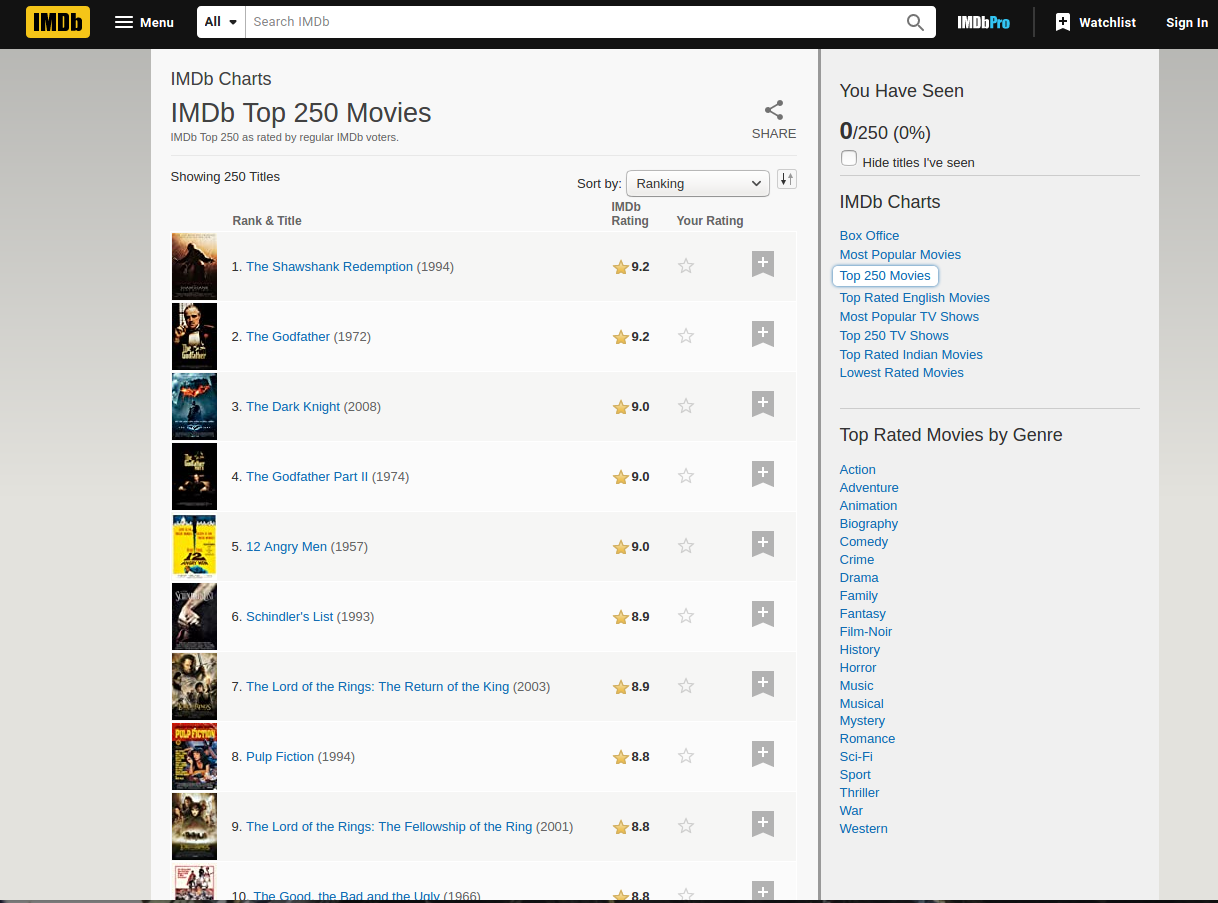 IMDb Menu All Search IMDb IMDbPro Watchlist Sign In
IMDb Charts
IMDb Top 250 Movies
IMDb Top 250 as rated by regular IMDb voters.
SHARE
Showing 250 Titles
Sort by: Ranking
Rank & Title IMDb Rating Your Rating
1. The Shawshank Redemption (1994) 9.2
2. The Godfather (1972) 9.2
3. The Dark Knight (2008) 9.0
4. The Godfather Part II (1974) 9.0
5. 12 Angry Men (1957) 9.0
6. Schindler's List (1993) 8.9
7. The Lord of the Rings: The Return of the King (2003) 8.9
8. Pulp Fiction (1994) 8.8
9. The Lord of the Rings: The Fellowship of the Ring (2001) 8.8
10. The Good, the Bad and the Ugly (1966) 8.8
You Have Seen
0/250 (0%)
Hide titles I've seen
IMDb Charts
Box Office
Most Popular Movies
Top 250 Movies
Top Rated English Movies
Most Popular TV Shows
Top 250 TV Shows
Top Rated Indian Movies
Lowest Rated Movies
Top Rated Movies by Genre
Action
Adventure
Animation
Biography
Comedy
Crime
Drama
Family
Fantasy
Film-Noir
History
Horror
Music
Musical
Mystery
Romance
Sci-Fi
Sport
Thriller
War
Western